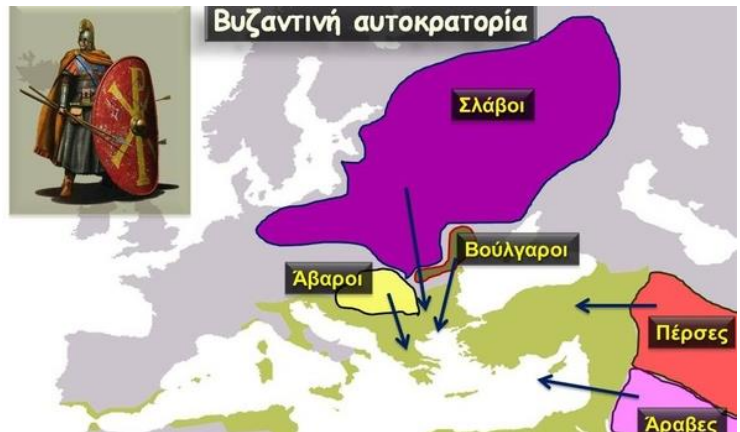 Βυζαντινή αυτοκρατορία
Σλάβοι
Βούλγαροι
Άβαροι
Πέρσες
Άραβες